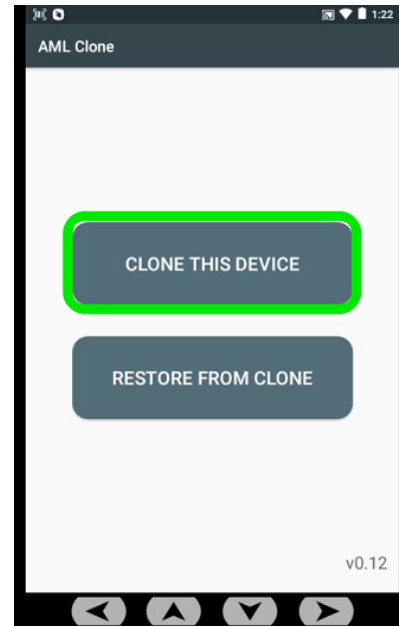 1:22
AML Clone
CLONE THIS DEVICE
RESTORE FROM CLONE
v0.12